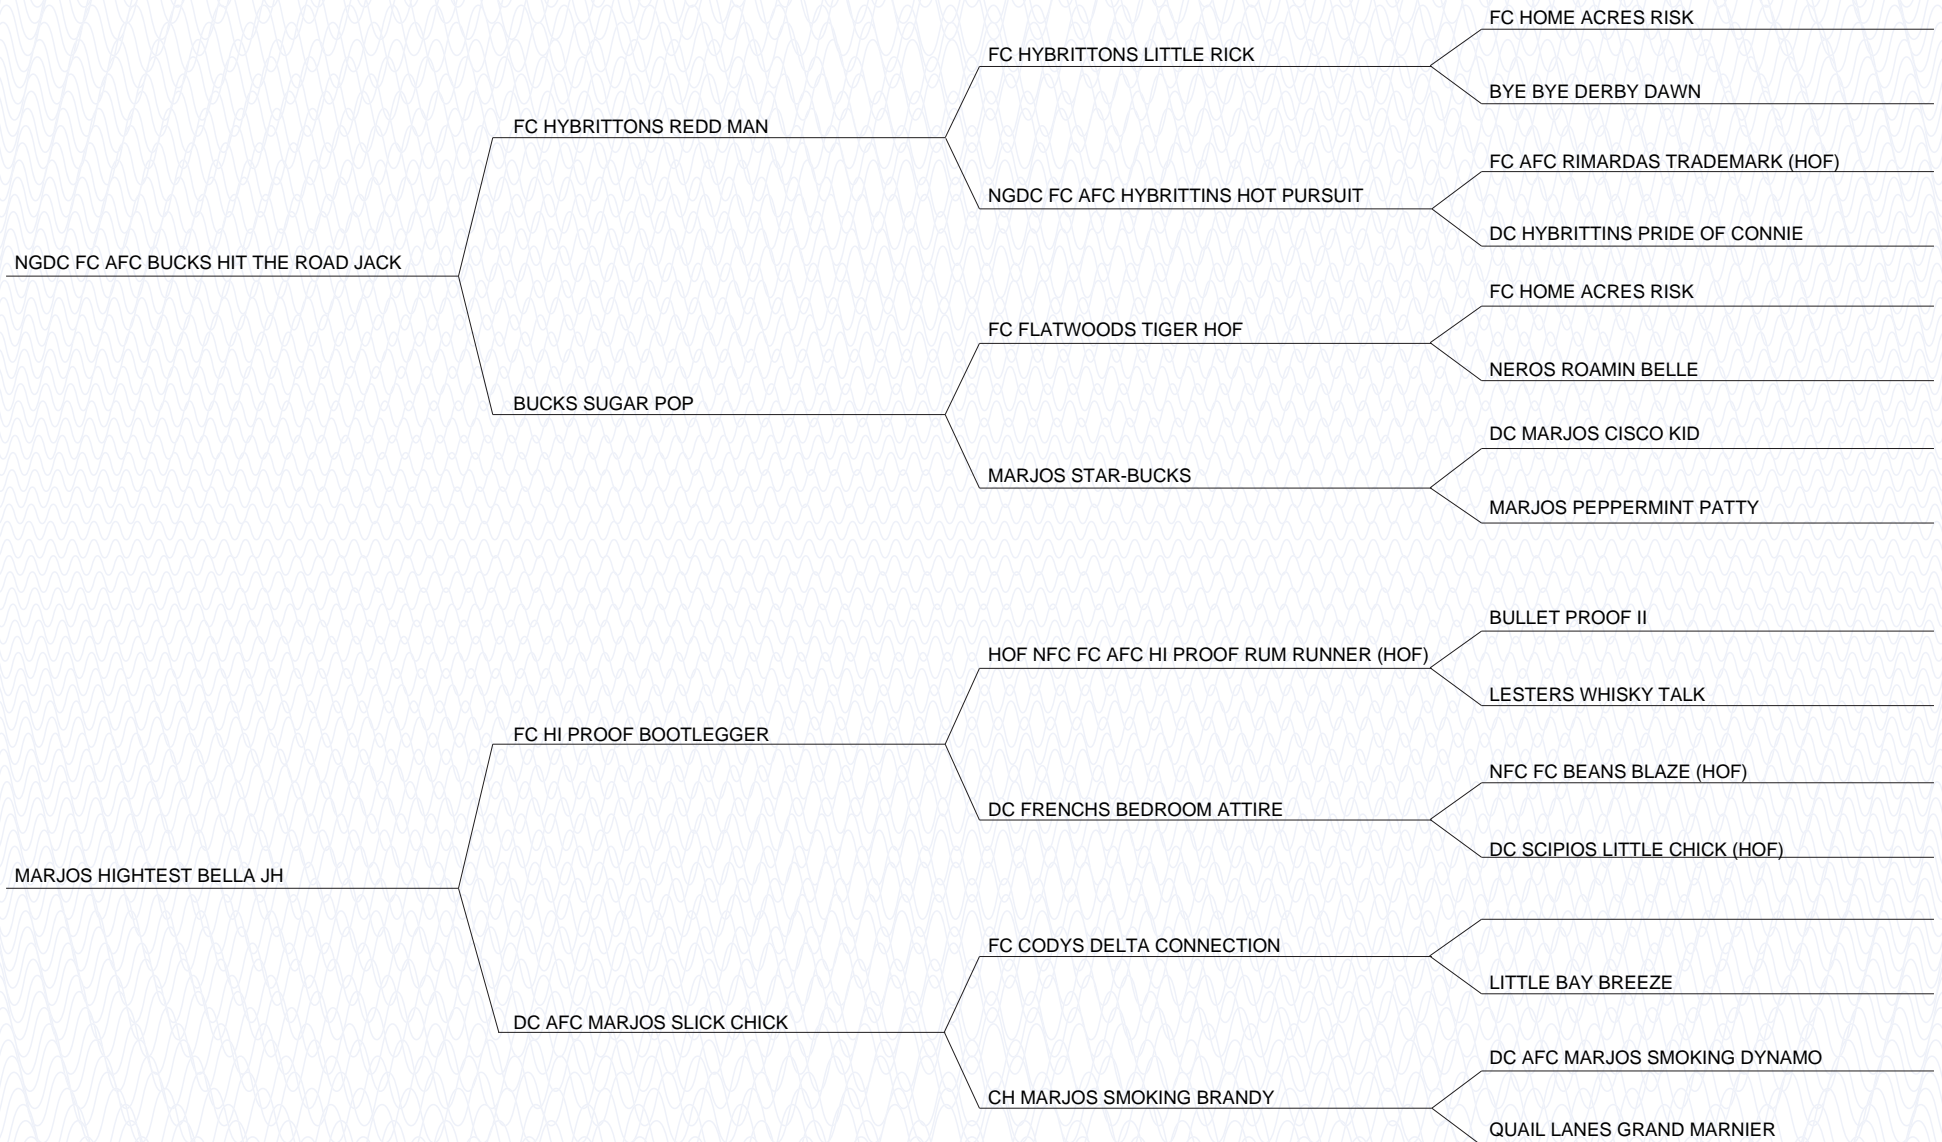 FC HOME ACRES RISK
FC HYBRITTONS LITTLE RICK
BYE BYE DERBY DAWN
FC HYBRITTONS REDD MAN
FC AFC RIMARDAS TRADEMARK (HOF)
NGDC FC AFC HYBRITTINS HOT PURSUIT
DC HYBRITTINS PRIDE OF CONNIE
NGDC FC AFC BUCKS HIT THE ROAD JACK
FC HOME ACRES RISK
FC FLATWOODS TIGER HOF
NEROS ROAMIN BELLE
BUCKS SUGAR POP
DC MARJOS CISCO KID
MARJOS STAR-BUCKS
MARJOS PEPPERMINT PATTY
BULLET PROOF II
HOF NFC FC AFC HI PROOF RUM RUNNER (HOF)
LESTERS WHISKY TALK
FC HI PROOF BOOTLEGGER
NFC FC BEANS BLAZE (HOF)
DC FRENCHS BEDROOM ATTIRE
DC SCIPIOS LITTLE CHICK (HOF)
MARJOS HIGHTEST BELLA JH
FC CODYS DELTA CONNECTION
LITTLE BAY BREEZE
DC AFC MARJOS SLICK CHICK
DC AFC MARJOS SMOKING DYNAMO
CH MARJOS SMOKING BRANDY
QUAIL LANES GRAND MARNIER